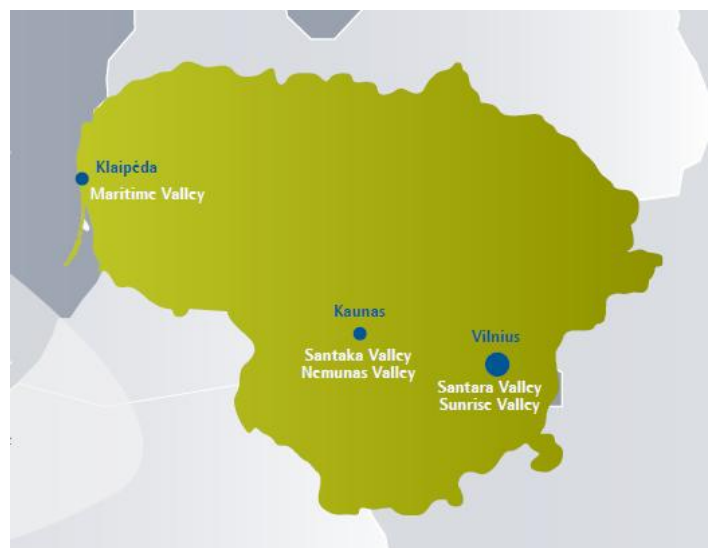 Klaipėda
Maritime Valley
Kaunas
Santaka Valley
Nemunas Valley
Vilnius
Santara Valley
Sunrise Valley